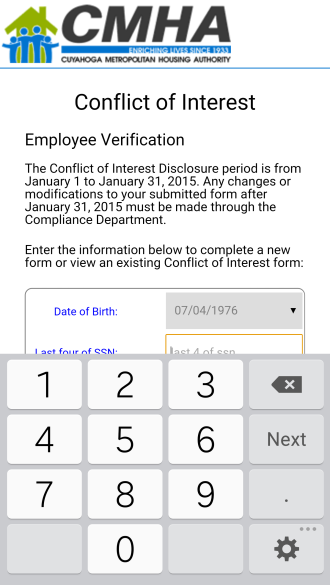 CMHA
ENRICHING LIVES SINCE 1933
CUYAHOGA METROPOLITAN HOUSING AUTHORITY
Conflict of Interest
Employee Verification
The Conflict of Interest Disclosure period is from
January 1 to January 31, 2015. Any changes or
modifications to your submitted form after
January 31, 2015 must be made through the
Compliance Department.
Enter the information below to complete a new
form or view an existing Conflict of Interest form:
Date of Birth: 07/04/1976
Last four of SSN: last 4 of ssn
1 2 3
4 5 6 Next
7 8 9 .
0